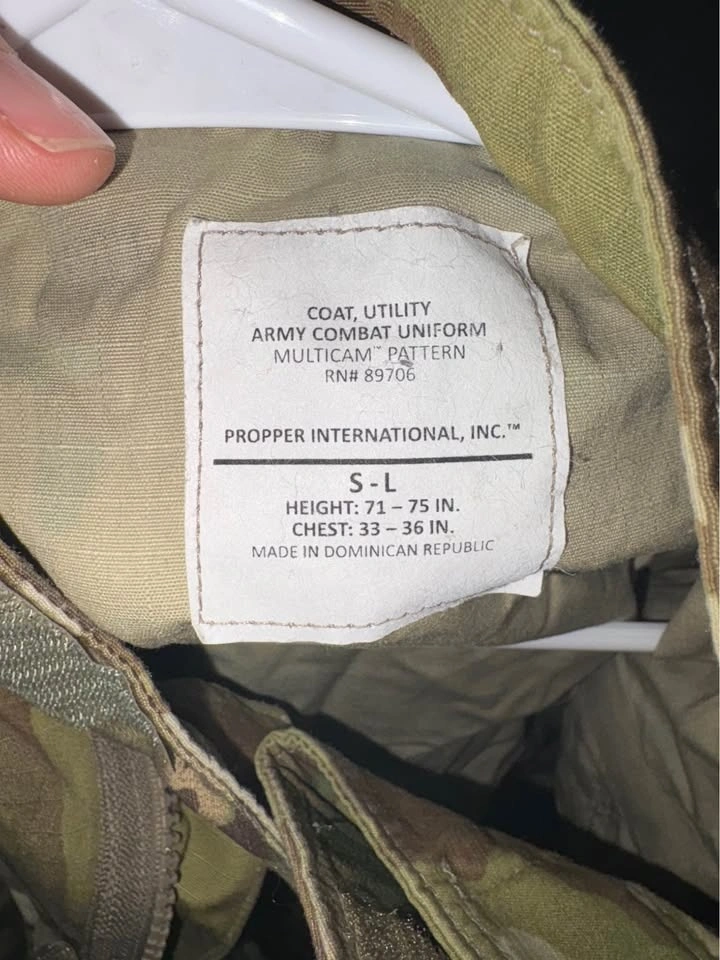 COAT, UTILITY
ARMY COMBAT UNIFORM
MULTICAM™ PATTERN
RN# 89706
PROPPER INTERNATIONAL, INC.™
S - L
HEIGHT: 71 – 75 IN.
CHEST: 33 – 36 IN.
MADE IN DOMINICAN REPUBLIC